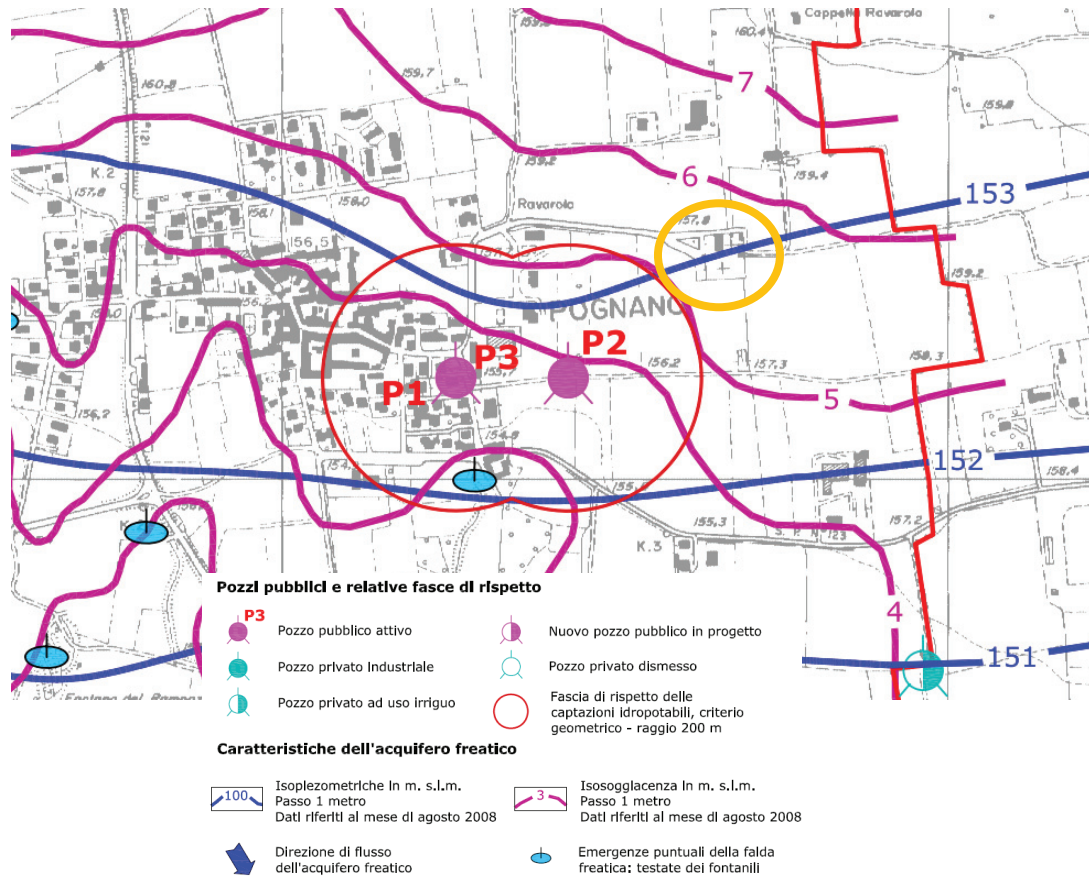 Cappella Ravarola
160,4
159,7
160,8
121
7
159,8
K.2
157,8
158,0
158,1
159,2
159,4
6
153
Ravarola
157,8
156,5
159,2
POGNANO
P3
P2
P1
156,2
157,3
158,3
156,2
5
152
158,4
155,3
K.3
S. P. N. 123
157,2
4
151
Pozzi pubblici e relative fasce di rispetto
P3
Pozzo pubblico attivo
Nuovo pozzo pubblico in progetto
Pozzo privato industriale
Pozzo privato dismesso
Pozzo privato ad uso irriguo
Fascia di rispetto delle
captazioni idropotabili, criterio
geometrico - raggio 200 m
Caratteristiche dell'acquifero freatico
100
Isopiezometriche in m. s.l.m.
Passo 1 metro
Dati riferiti al mese di agosto 2008
3
Isosoggiacenza in m. s.l.m.
Passo 1 metro
Dati riferiti al mese di agosto 2008
Direzione di flusso
dell'acquifero freatico
Emergenze puntuali della falda
freatica: testate dei fontanili